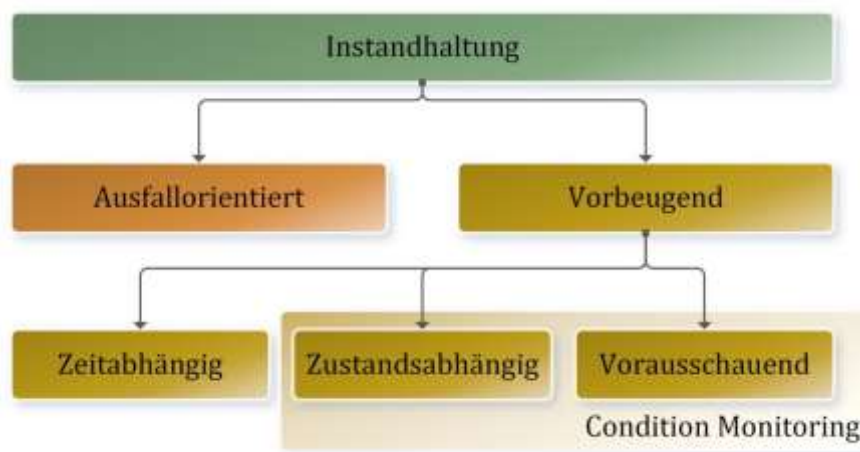 Instandhaltung
Ausfallorientiert
Vorbeugend
Zeitabhängig
Zustandsabhängig
Vorausschauend
Condition Monitoring